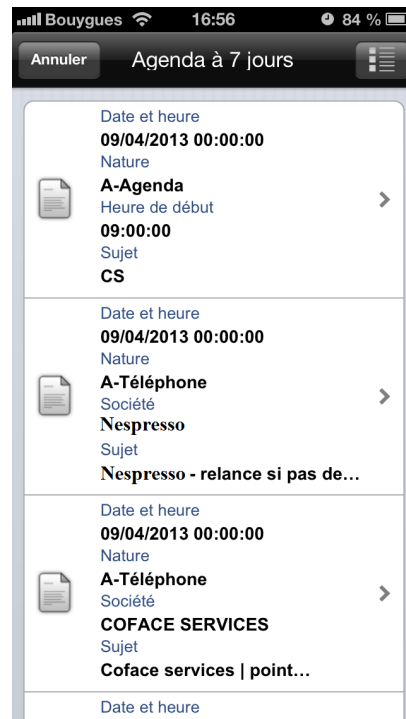 Bouygues 16:56 84 %
Annuler Agenda à 7 jours
Date et heure
09/04/2013 00:00:00
Nature
A-Agenda
Heure de début
09:00:00
Sujet
CS
Date et heure
09/04/2013 00:00:00
Nature
A-Téléphone
Société
Nespresso
Sujet
Nespresso - relance si pas de...
Date et heure
09/04/2013 00:00:00
Nature
A-Téléphone
Société
COFACE SERVICES
Sujet
Coface services | point...
Date et heure